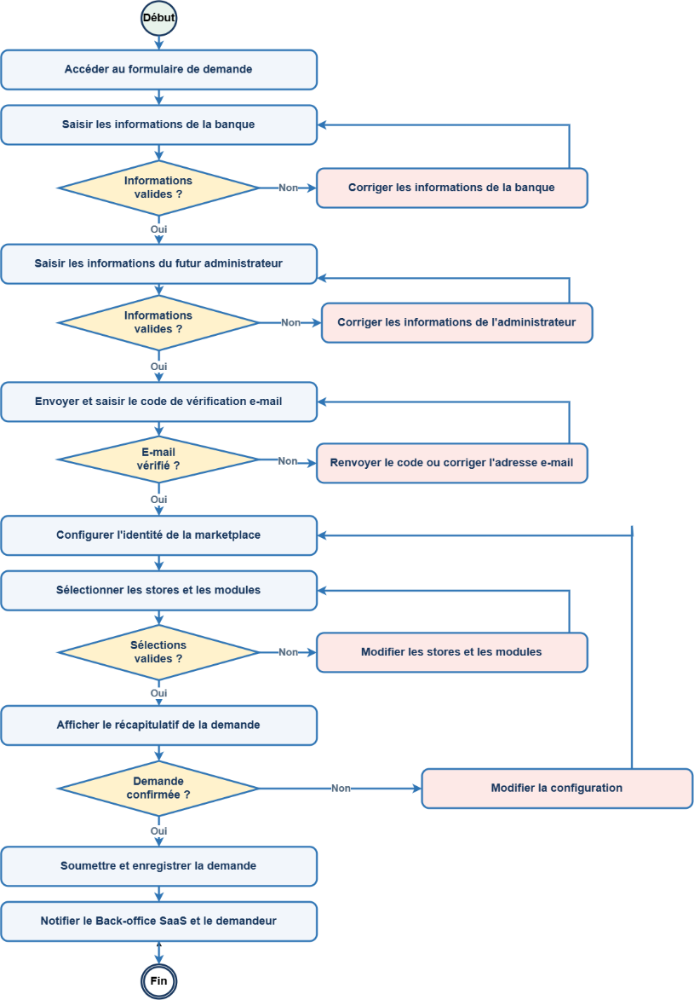 Début
Accéder au formulaire de demande
Saisir les informations de la banque
Informations
valides ?
Non
Corriger les informations de la banque
Oui
Saisir les informations du futur administrateur
Informations
valides ?
Non
Corriger les informations de l'administrateur
Oui
Envoyer et saisir le code de vérification e-mail
E-mail
vérifié ?
Non
Renvoyer le code ou corriger l'adresse e-mail
Oui
Configurer l'identité de la marketplace
Sélectionner les stores et les modules
Sélections
valides ?
Non
Modifier les stores et les modules
Oui
Afficher le récapitulatif de la demande
Demande
confirmée ?
Non
Modifier la configuration
Oui
Soumettre et enregistrer la demande
Notifier le Back-office SaaS et le demandeur
Fin